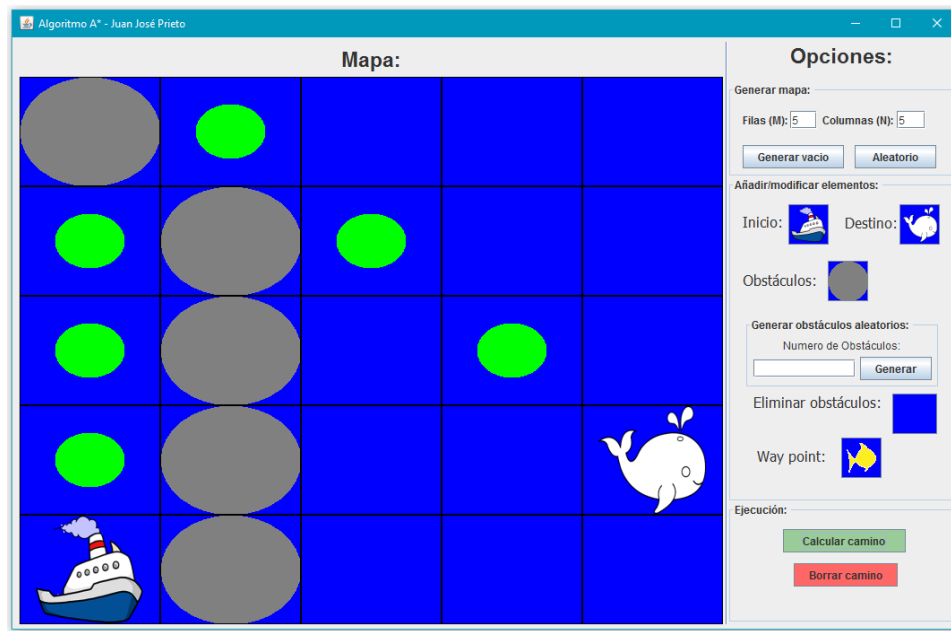 Algoritmo A* - Juan José Prieto
Mapa:
Opciones:
Generar mapa:
Filas (M): 5 Columnas (N): 5
Generar vacio Aleatorio
Añadir/modificar elementos:
Inicio: Destino:
Obstáculos:
Generar obstáculos aleatorios:
Numero de Obstáculos:
Generar
Eliminar obstáculos:
Way point:
Ejecución:
Calcular camino
Borrar camino